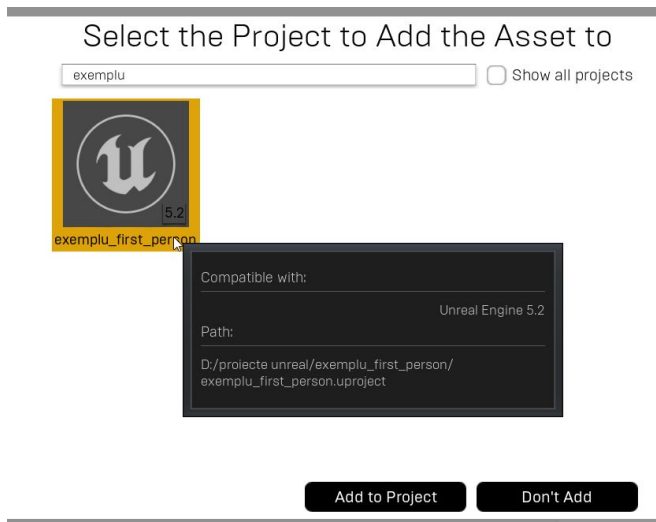 Select the Project to Add the Asset to
exemplu
Show all projects
5.2
exemplu_first_person
Compatible with:
Unreal Engine 5.2
Path:
D:/proiecte unreal/exemplu_first_person/
exemplu_first_person.uproject
Add to Project
Don't Add